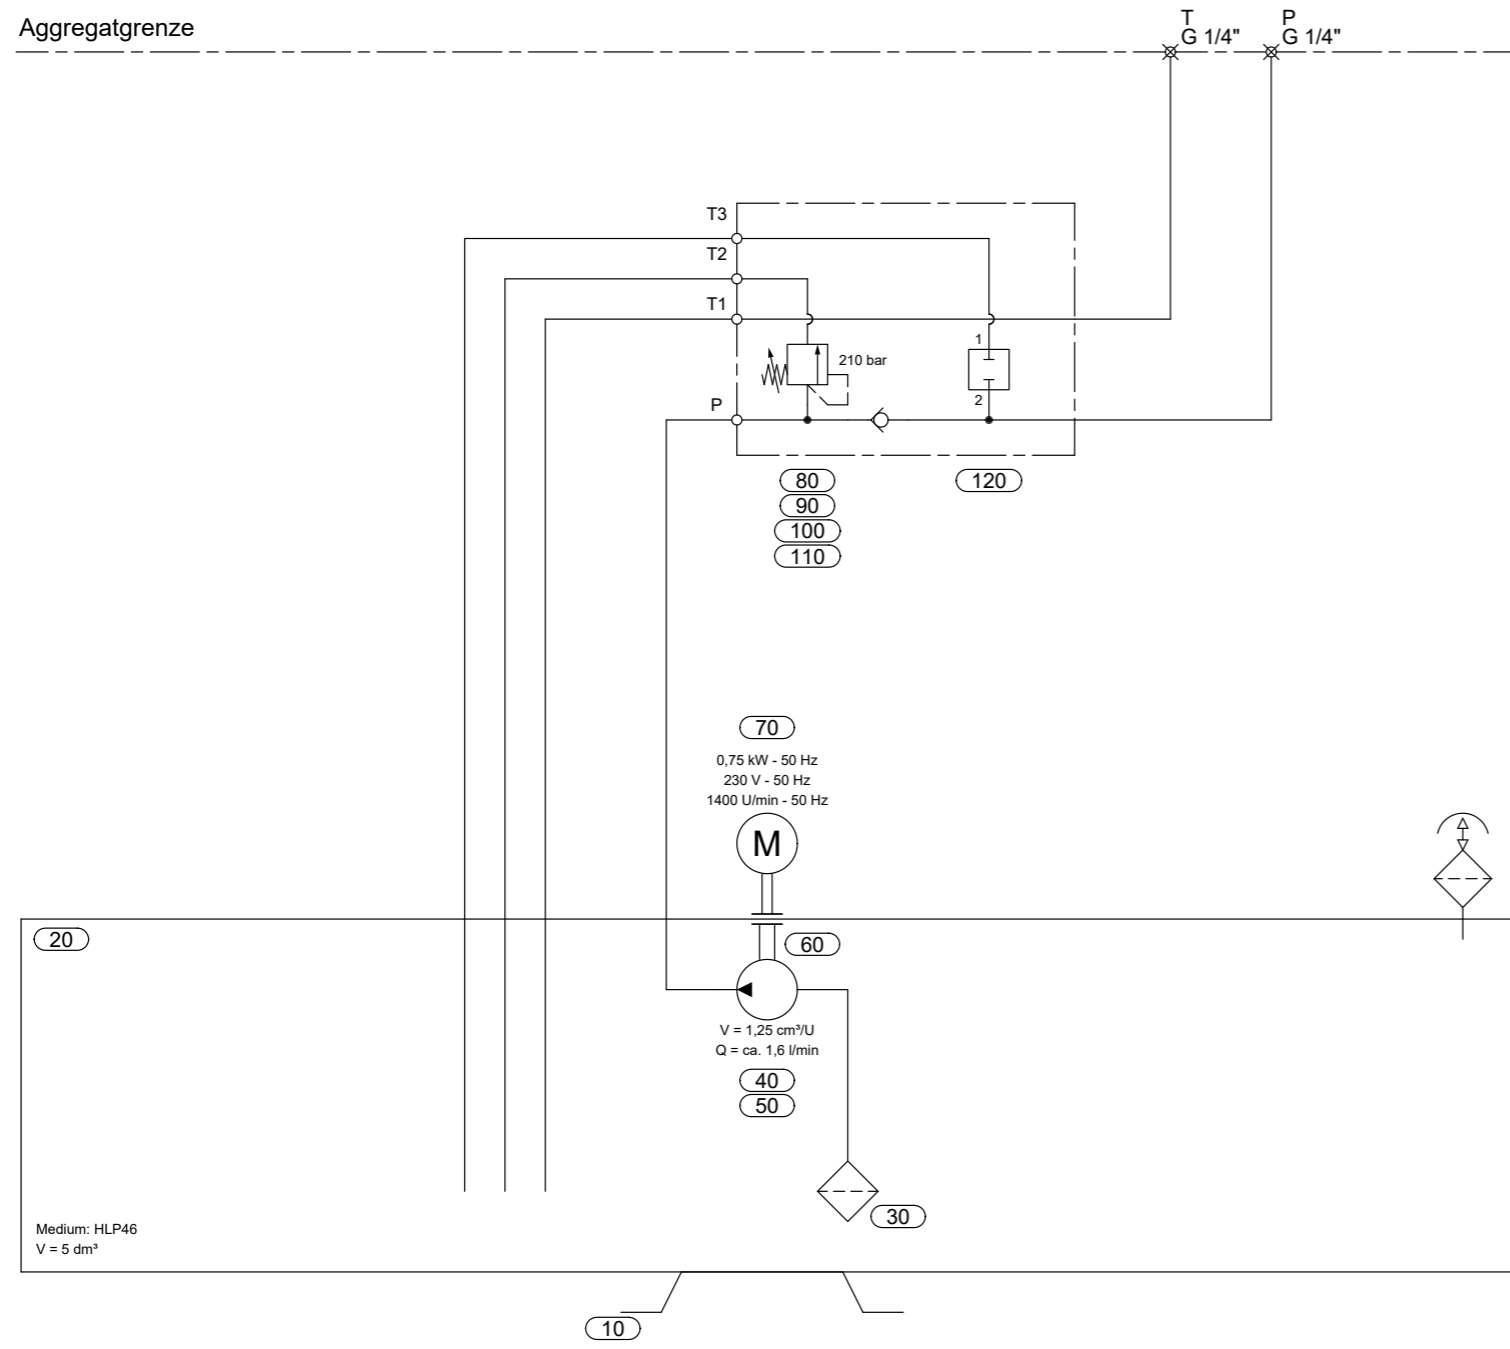 Aggregatgrenze
T
G 1/4"
P
G 1/4"
T3
T2
T1
P
210 bar
1
2
80
90
100
110
120
70
0,75 kW - 50 Hz
230 V - 50 Hz
1400 U/min - 50 Hz
M
20
60
V = 1,25 cm³/U
Q = ca. 1,6 l/min
40
50
30
Medium: HLP46
V = 5 dm³
10